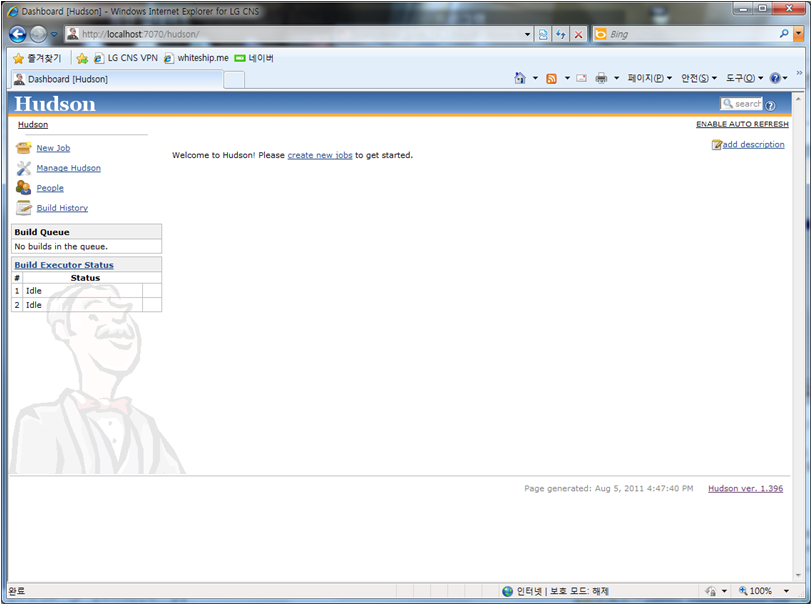 Dashboard [Hudson] - Windows Internet Explorer for LG CNS
http://localhost:7070/hudson/
Bing
즐겨찾기 LG CNS VPN whiteship.me 네이버
Dashboard [Hudson]
페이지(P) 안전(S) 도구(O)
Hudson
search
Hudson
ENABLE AUTO REFRESH
New Job
Manage Hudson
People
Build History
Welcome to Hudson! Please create new jobs to get started.
add description
Build Queue
No builds in the queue.
Build Executor Status
# Status
1 Idle
2 Idle
Page generated: Aug 5, 2011 4:47:40 PM Hudson ver. 1.396
완료
인터넷 | 보호 모드: 해제
100%